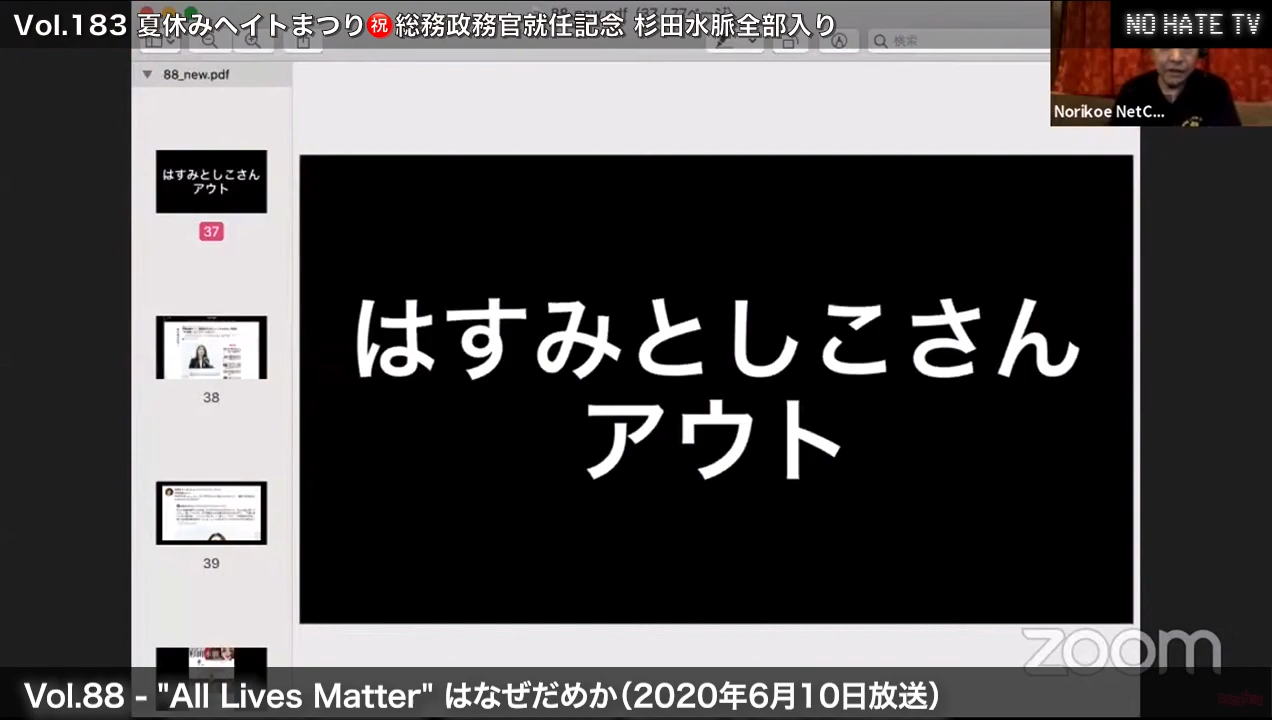 Vol.183 夏休みヘイトまつり㊗総務政務官就任記念 杉田水脈全部入り
NO HATE TV
検索
88_new.pdf
Norikoe NetC...
はすみとしこさん
アウト
37
38
39
はすみとしこさん
アウト
zoom
Vol.88 - "All Lives Matter" はなぜだめか（2020年6月10日放送）